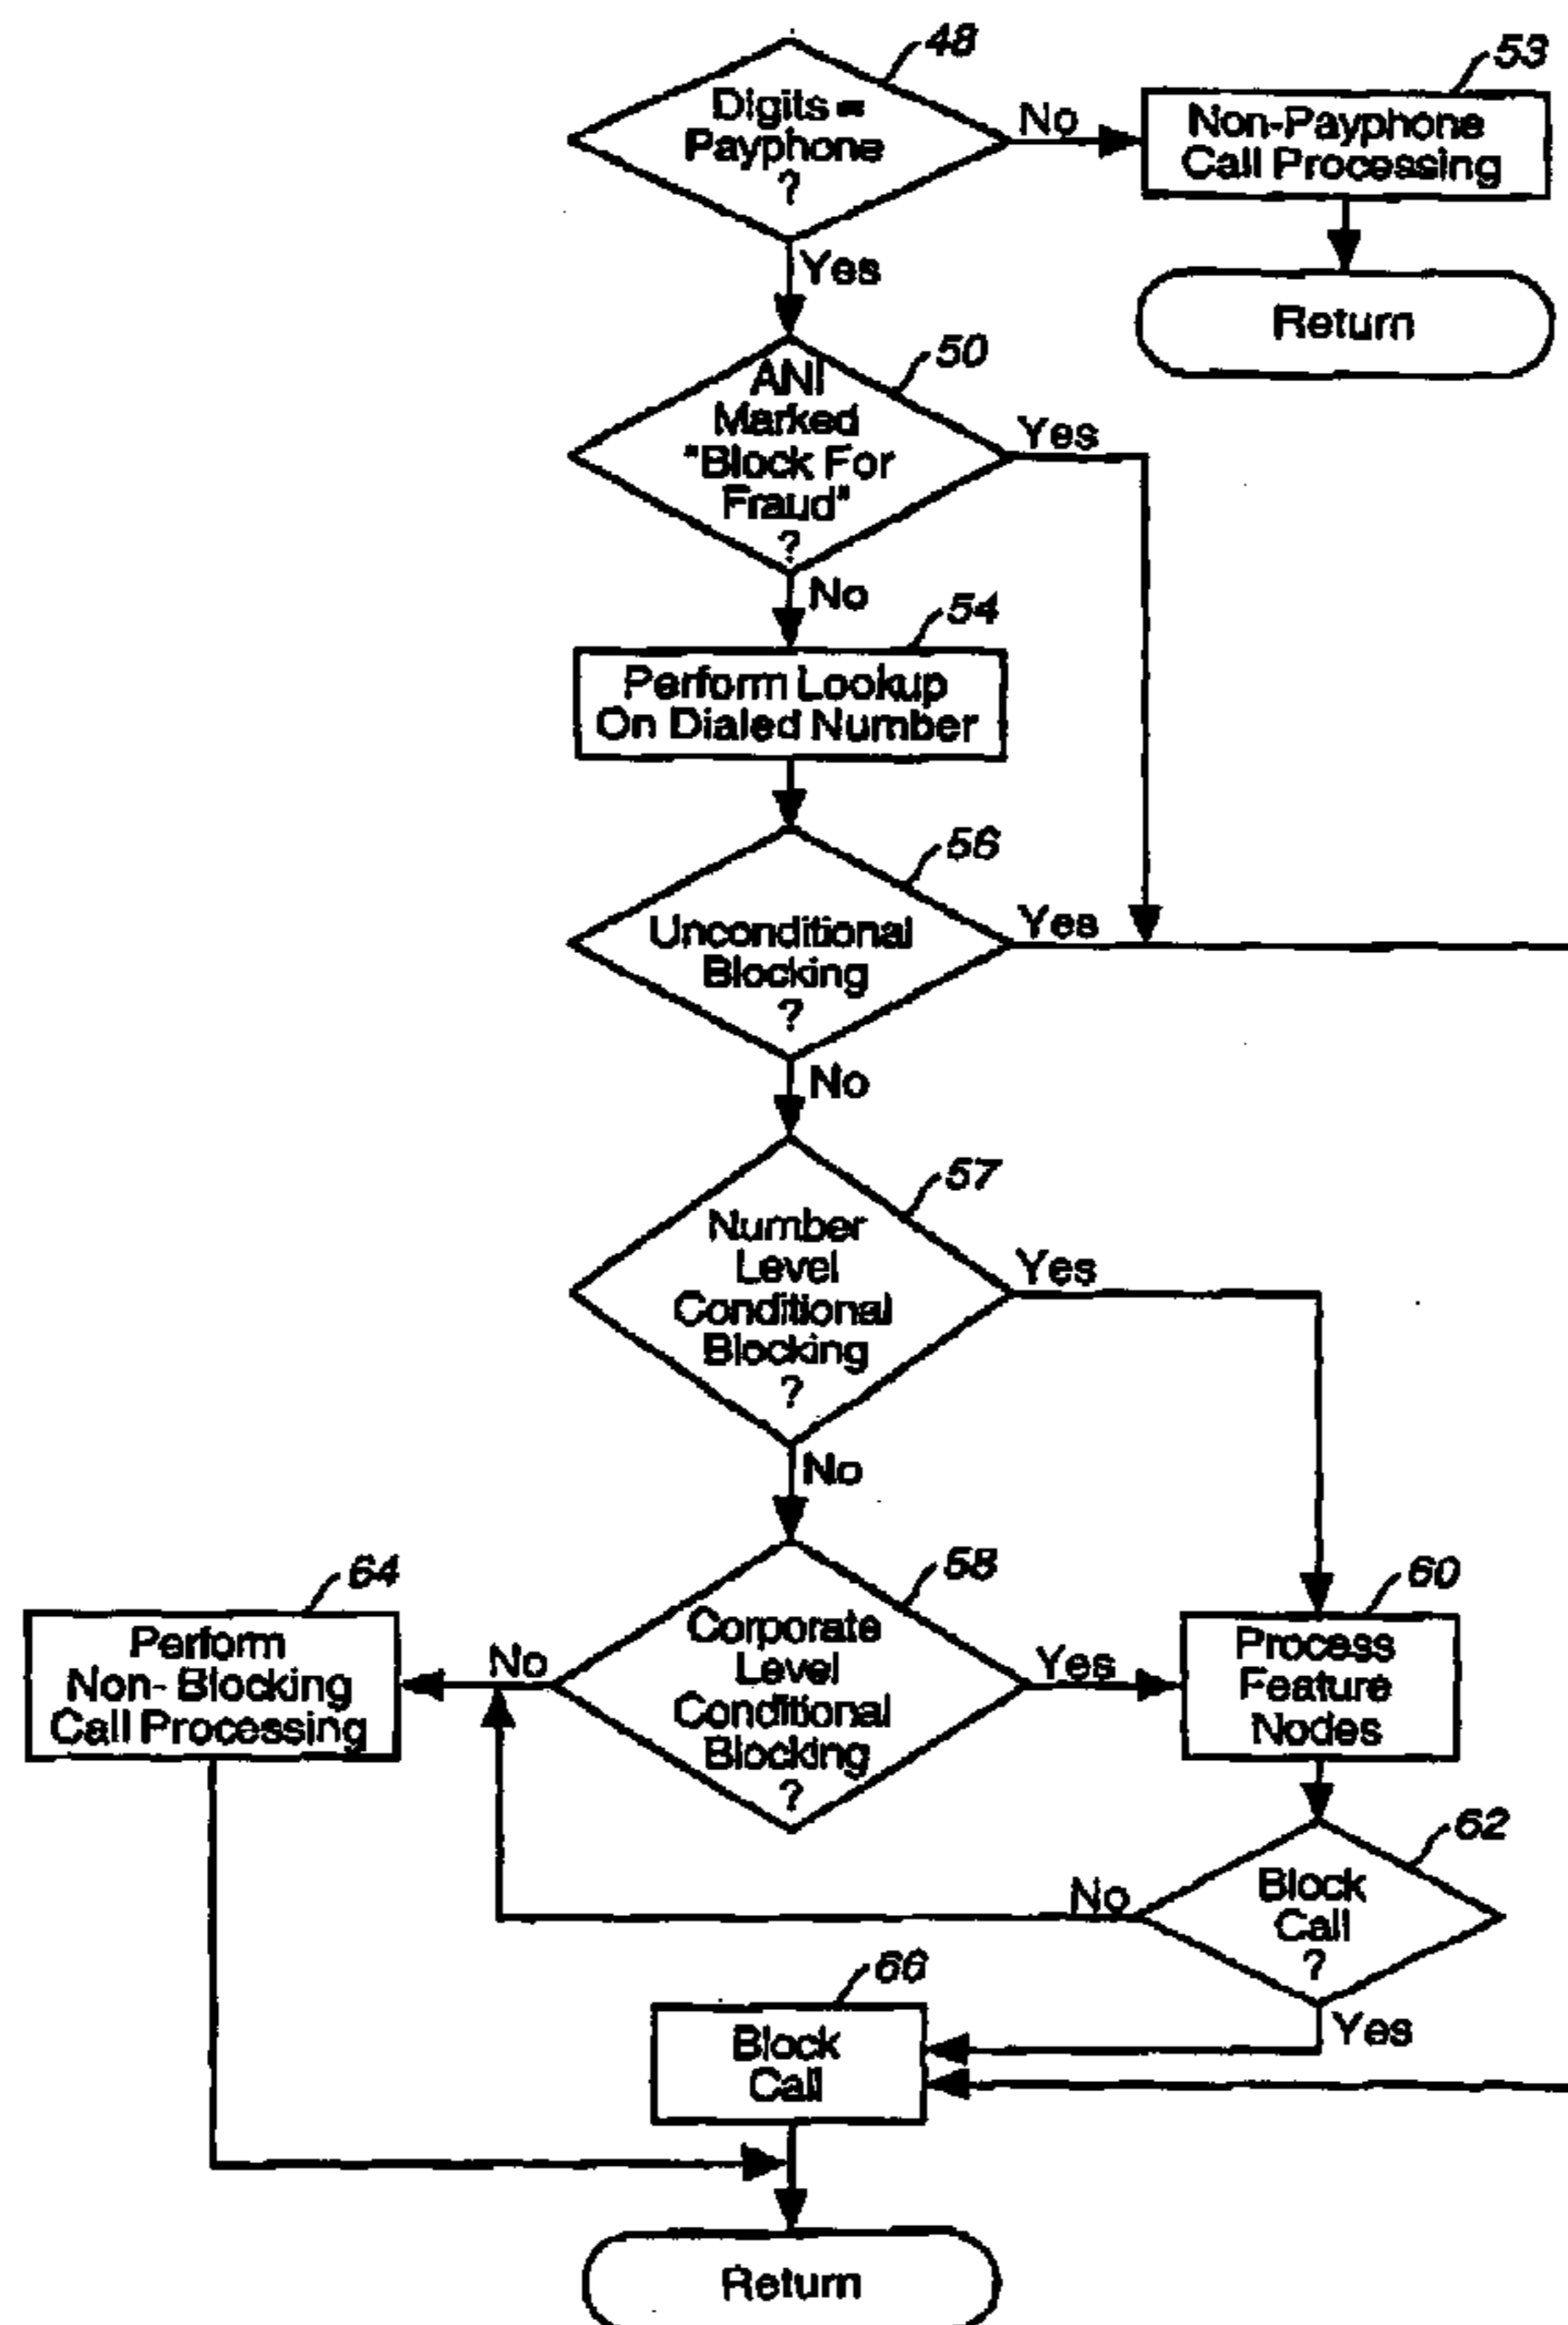 48
Digits =
Payphone
?
No
53
Non-Payphone
Call Processing
Return
Yes
50
ANI
Marked
"Block For
Fraud"
?
Yes
No
54
Perform Lookup
On Dialed Number
56
Unconditional
Blocking
?
Yes
No
57
Number
Level
Conditional
Blocking
?
Yes
No
58
Corporate
Level
Conditional
Blocking
?
No
Yes
64
Perform
Non-Blocking
Call Processing
60
Process
Feature
Nodes
62
Block
Call
?
No
Yes
66
Block
Call
Return